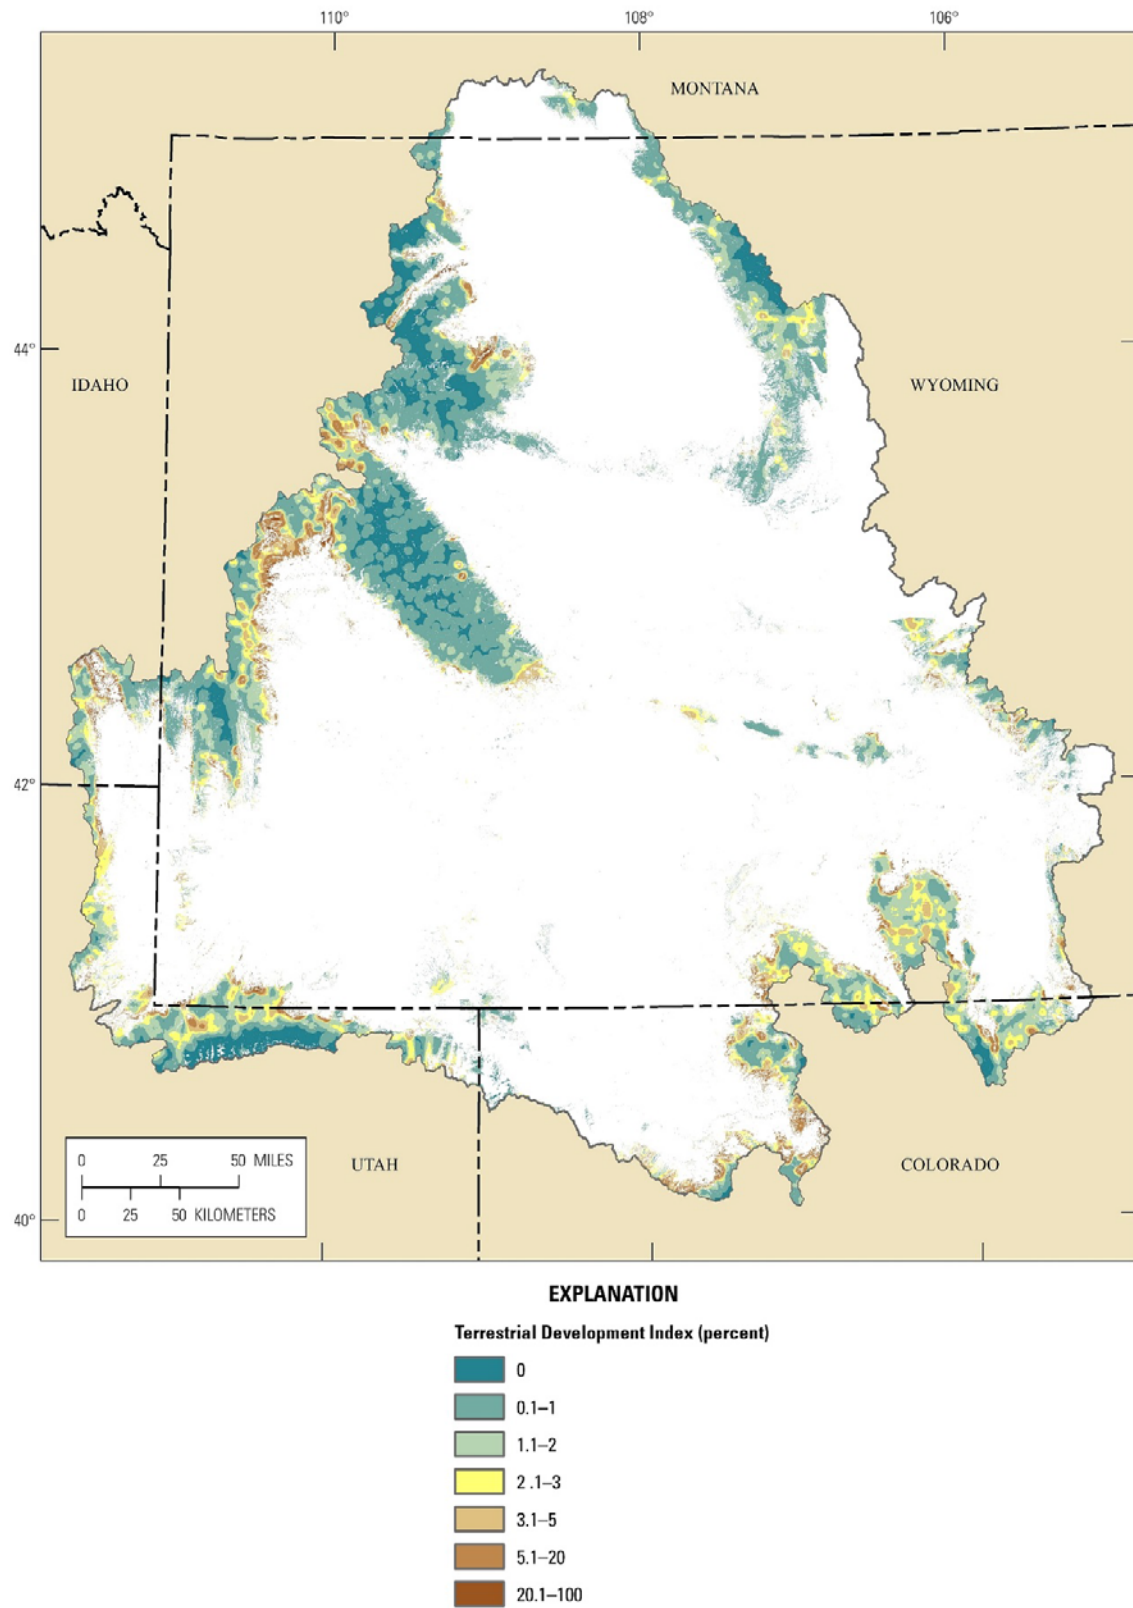 110° 108° 106°
MONTANA
44°
IDAHO WYOMING
42°
0 25 50 MILES
UTAH COLORADO
0 25 50 KILOMETERS
40°
EXPLANATION
Terrestrial Development Index (percent)
0
0.1–1
1.1–2
2 .1–3
3.1–5
5.1–20
20.1–100